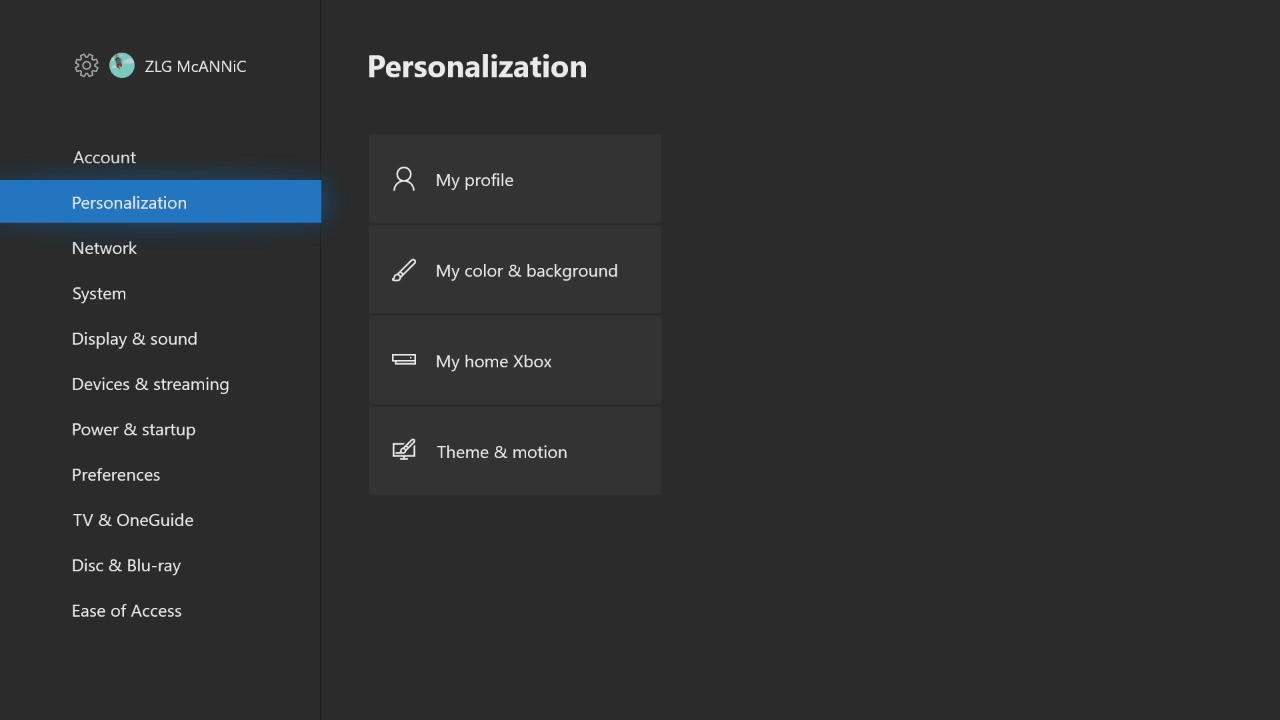 ZLG McANNiC
Account
Personalization
Network
System
Display & sound
Devices & streaming
Power & startup
Preferences
TV & OneGuide
Disc & Blu-ray
Ease of Access
Personalization
My profile
My color & background
My home Xbox
Theme & motion